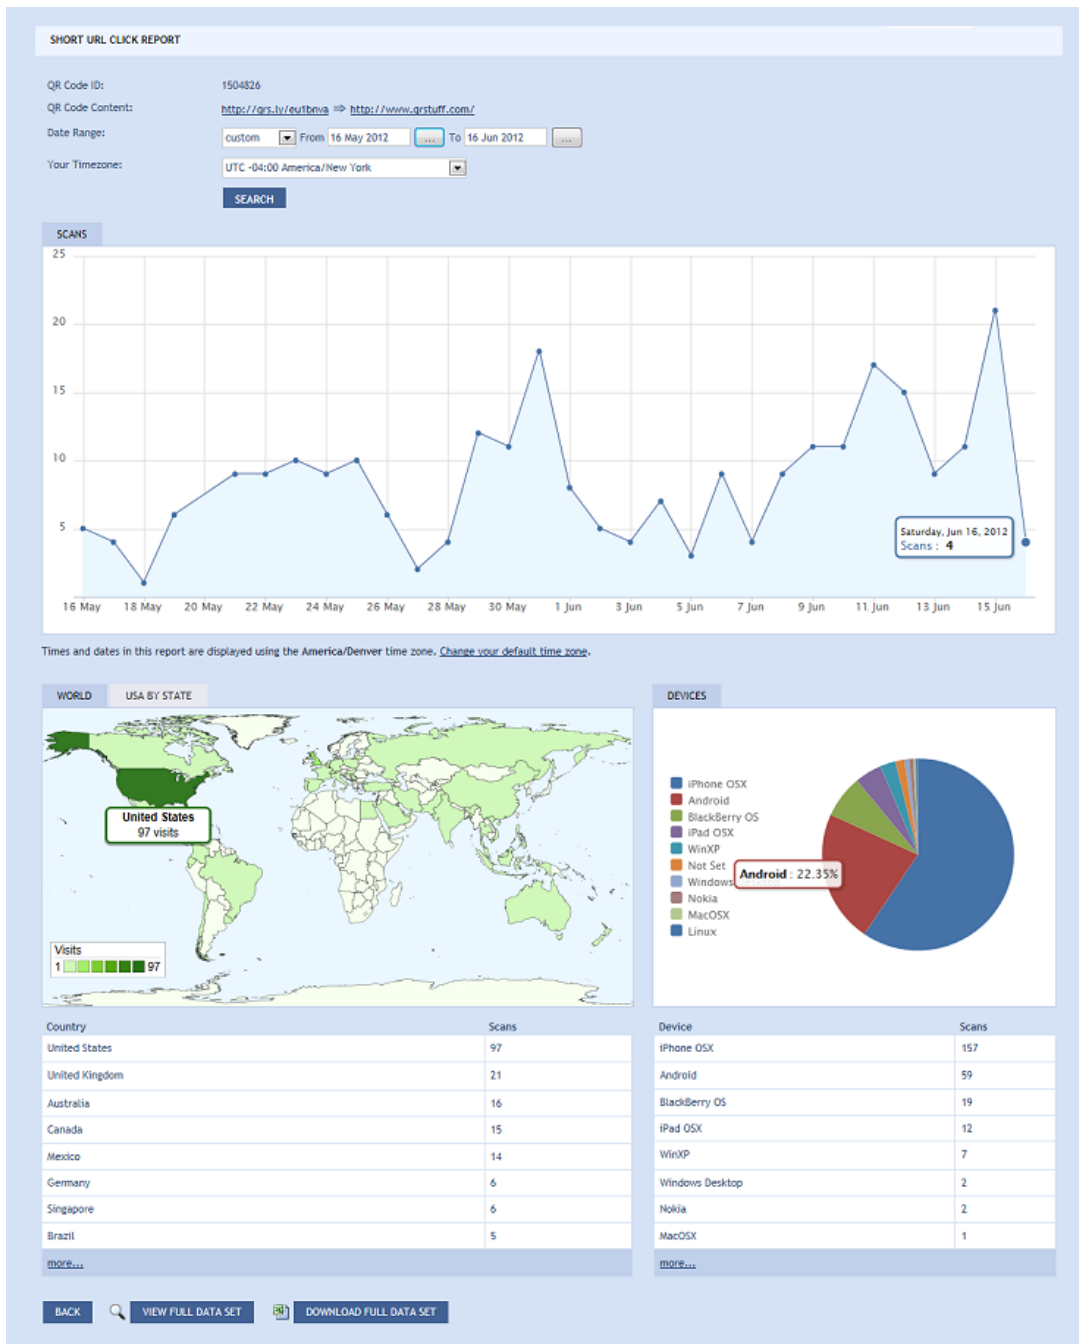 SHORT URL CLICK REPORT
QR Code ID: 1504826
QR Code Content: http://qrs.ly/eu1bnva => http://www.qrstuff.com/
Date Range: custom From 16 May 2012 ... To 16 Jun 2012 ...
Your Timezone: UTC -04:00 America/New York
SEARCH
SCANS
25
20
15
10
5
Saturday, Jun 16, 2012
Scans : 4
16 May 18 May 20 May 22 May 24 May 26 May 28 May 30 May 1 Jun 3 Jun 5 Jun 7 Jun 9 Jun 11 Jun 13 Jun 15 Jun
Times and dates in this report are displayed using the America/Denver time zone. Change your default time zone.
WORLD USA BY STATE
United States
97 visits
Visits
1 97
DEVICES
iPhone OSX
Android
BlackBerry OS
iPad OSX
WinXP
Not Set
Windows
Nokia
MacOSX
Linux
Android : 22.35%
Country Scans
United States 97
United Kingdom 21
Australia 16
Canada 15
Mexico 14
Germany 6
Singapore 6
Brazil 5
more...
Device Scans
iPhone OSX 157
Android 59
BlackBerry OS 19
iPad OSX 12
WinXP 7
Windows Desktop 2
Nokia 2
MacOSX 1
more...
BACK VIEW FULL DATA SET DOWNLOAD FULL DATA SET